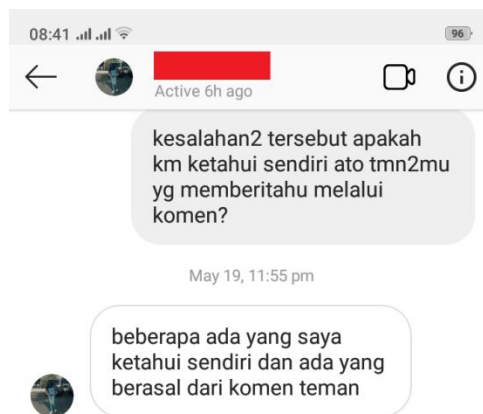 08:41
96
Active 6h ago
kesalahan2 tersebut apakah
km ketahui sendiri ato tmn2mu
yg memberitahu melalui
komen?
May 19, 11:55 pm
beberapa ada yang saya
ketahui sendiri dan ada yang
berasal dari komen teman